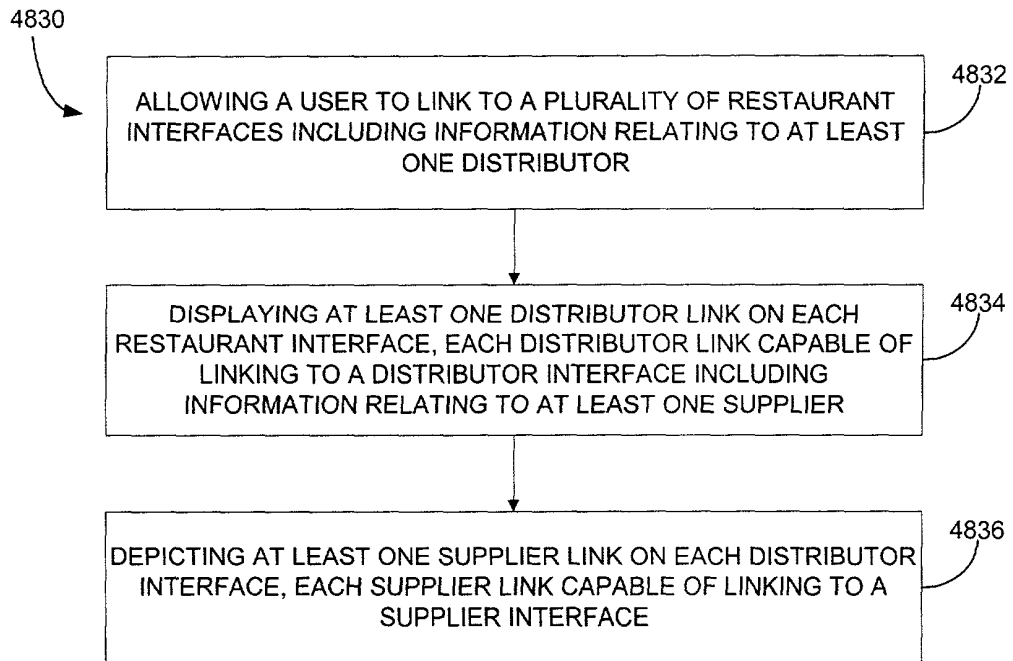 4830
4832
ALLOWING A USER TO LINK TO A PLURALITY OF RESTAURANT
INTERFACES INCLUDING INFORMATION RELATING TO AT LEAST
ONE DISTRIBUTOR
4834
DISPLAYING AT LEAST ONE DISTRIBUTOR LINK ON EACH
RESTAURANT INTERFACE, EACH DISTRIBUTOR LINK CAPABLE OF
LINKING TO A DISTRIBUTOR INTERFACE INCLUDING
INFORMATION RELATING TO AT LEAST ONE SUPPLIER
4836
DEPICTING AT LEAST ONE SUPPLIER LINK ON EACH DISTRIBUTOR
INTERFACE, EACH SUPPLIER LINK CAPABLE OF LINKING TO A
SUPPLIER INTERFACE